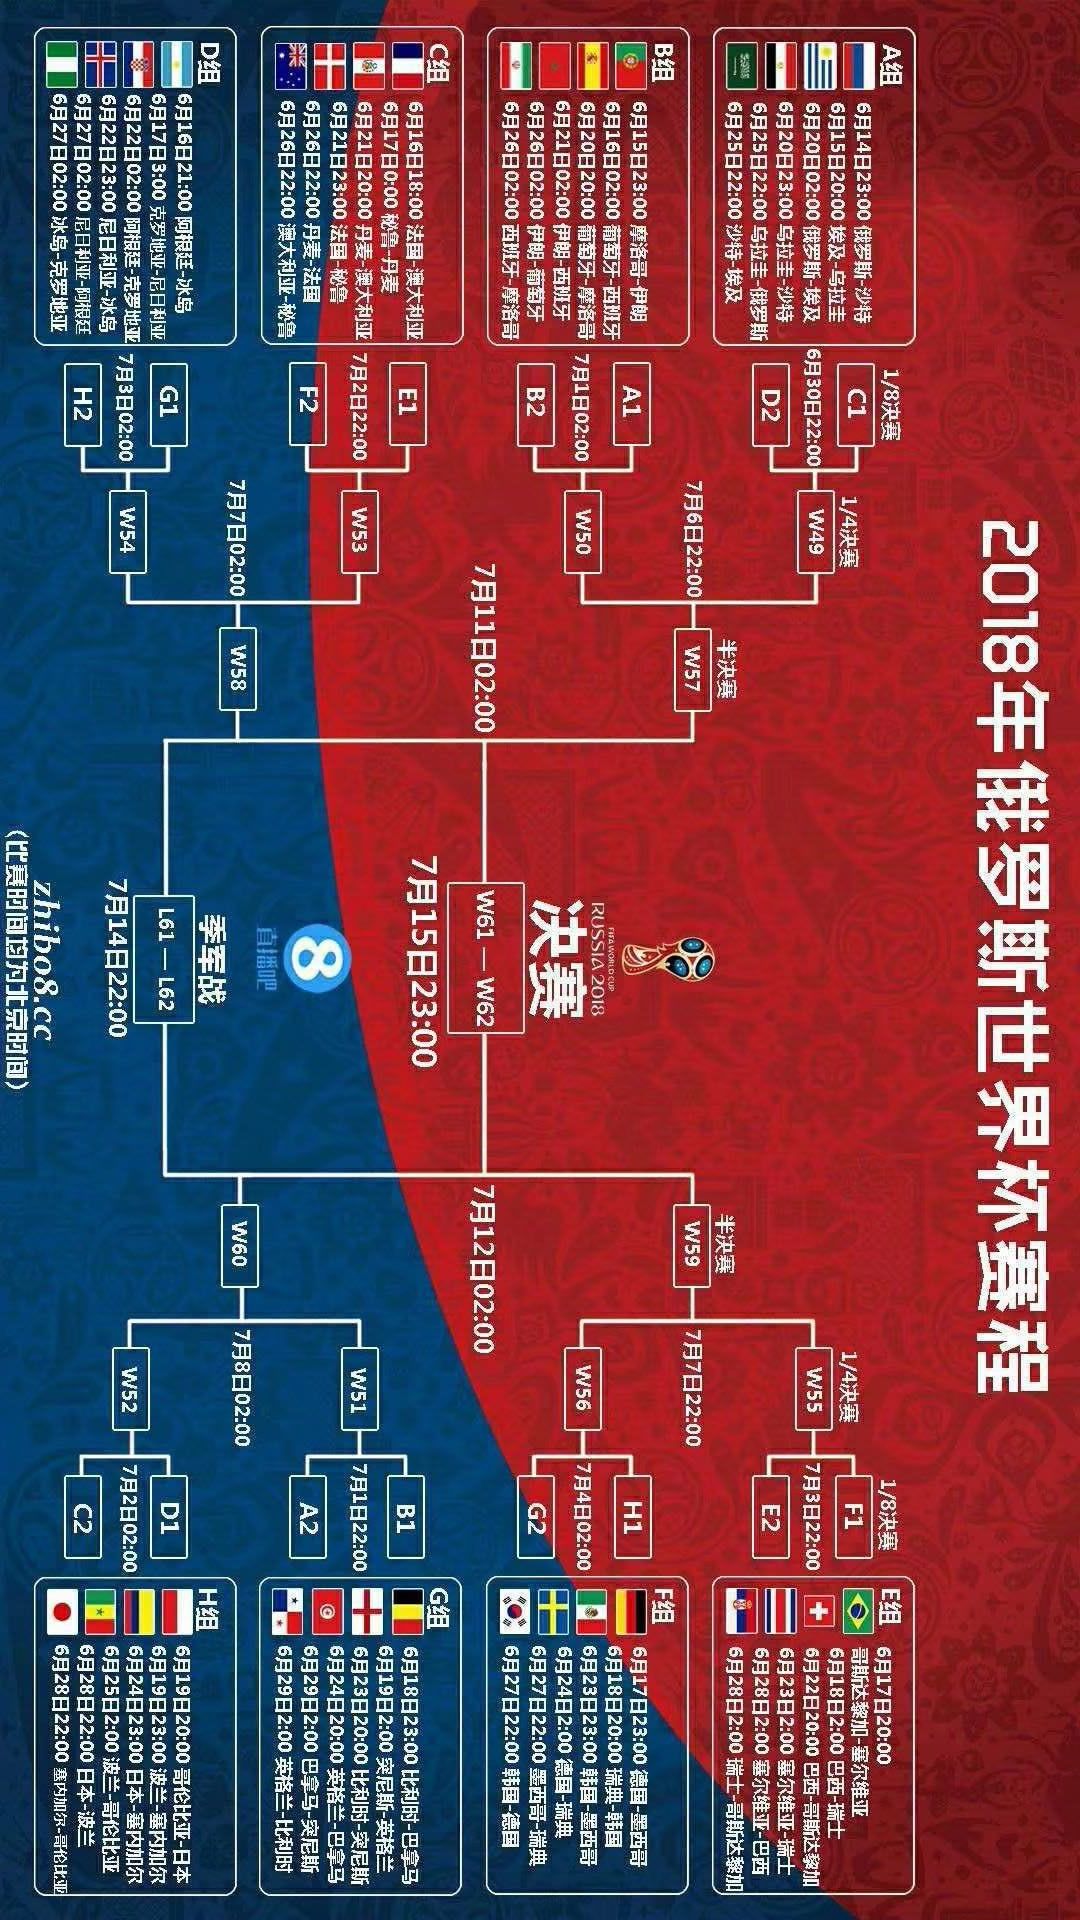 2018年俄罗斯世界杯赛程
A组
6月14日23:00 俄罗斯-沙特
6月15日20:00 埃及-乌拉圭
6月20日02:00 俄罗斯-埃及
6月20日23:00 乌拉圭-沙特
6月25日22:00 乌拉圭-俄罗斯
6月25日22:00 沙特-埃及
B组
6月15日23:00 摩洛哥-伊朗
6月16日02:00 葡萄牙-西班牙
6月20日20:00 葡萄牙-摩洛哥
6月21日02:00 伊朗-西班牙
6月26日02:00 伊朗-葡萄牙
6月26日02:00 西班牙-摩洛哥
C组
6月16日18:00 法国-澳大利亚
6月17日0:00 秘鲁-丹麦
6月21日20:00 丹麦-澳大利亚
6月21日23:00 法国-秘鲁
6月26日22:00 丹麦-法国
6月26日22:00 澳大利亚-秘鲁
D组
6月16日21:00 阿根廷-冰岛
6月17日3:00 克罗地亚-尼日利亚
6月22日02:00 阿根廷-克罗地亚
6月22日23:00 尼日利亚-冰岛
6月27日02:00 尼日利亚-阿根廷
6月27日02:00 冰岛-克罗地亚
1/8决赛
C1
6月30日22:00
D2
A1
7月1日02:00
B2
E1
7月2日22:00
F2
G1
7月3日02:00
H2
1/4决赛
W49
7月6日22:00
W50
W53
7月7日02:00
W54
半决赛
W57
7月11日02:00
W58
FIFA WORLD CUP
RUSSIA 2018
决赛
W61 — W62
7月15日23:00
8
直播吧
季军战
L61 — L62
7月14日22:00
zhibo8.cc
(比赛时间均为北京时间)
半决赛
W59
7月12日02:00
W60
1/4决赛
W55
7月7日22:00
W56
W51
7月8日02:00
W52
1/8决赛
F1
7月3日22:00
E2
H1
7月4日02:00
G2
B1
7月1日22:00
A2
D1
7月2日02:00
C2
E组
6月17日20:00
哥斯达黎加-塞尔维亚
6月18日2:00 巴西-瑞士
6月22日20:00 巴西-哥斯达黎加
6月23日2:00 塞尔维亚-瑞士
6月28日2:00 塞尔维亚-巴西
6月28日2:00 瑞士-哥斯达黎加
F组
6月17日23:00 德国-墨西哥
6月18日20:00 瑞典-韩国
6月23日23:00 韩国-墨西哥
6月24日2:00 德国-瑞典
6月27日22:00 墨西哥-瑞典
6月27日22:00 韩国-德国
G组
6月18日23:00 比利时-巴拿马
6月19日2:00 突尼斯-英格兰
6月23日20:00 比利时-突尼斯
6月24日20:00 英格兰-巴拿马
6月29日2:00 巴拿马-突尼斯
6月29日2:00 英格兰-比利时
H组
6月19日20:00 哥伦比亚-日本
6月19日23:00 波兰-塞内加尔
6月24日23:00 日本-塞内加尔
6月25日2:00 波兰-哥伦比亚
6月28日22:00 日本-波兰
6月28日22:00 塞内加尔-哥伦比亚